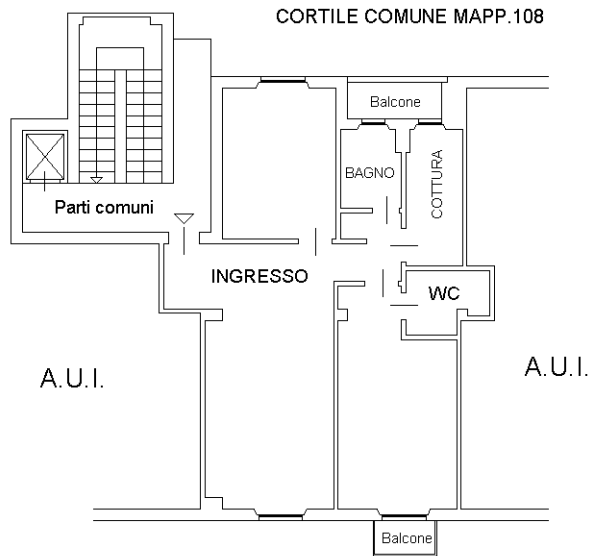 CORTILE COMUNE MAPP.108
Balcone
BAGNO
COTTURA
Parti comuni
INGRESSO
WC
A.U.I.
A.U.I.
Balcone